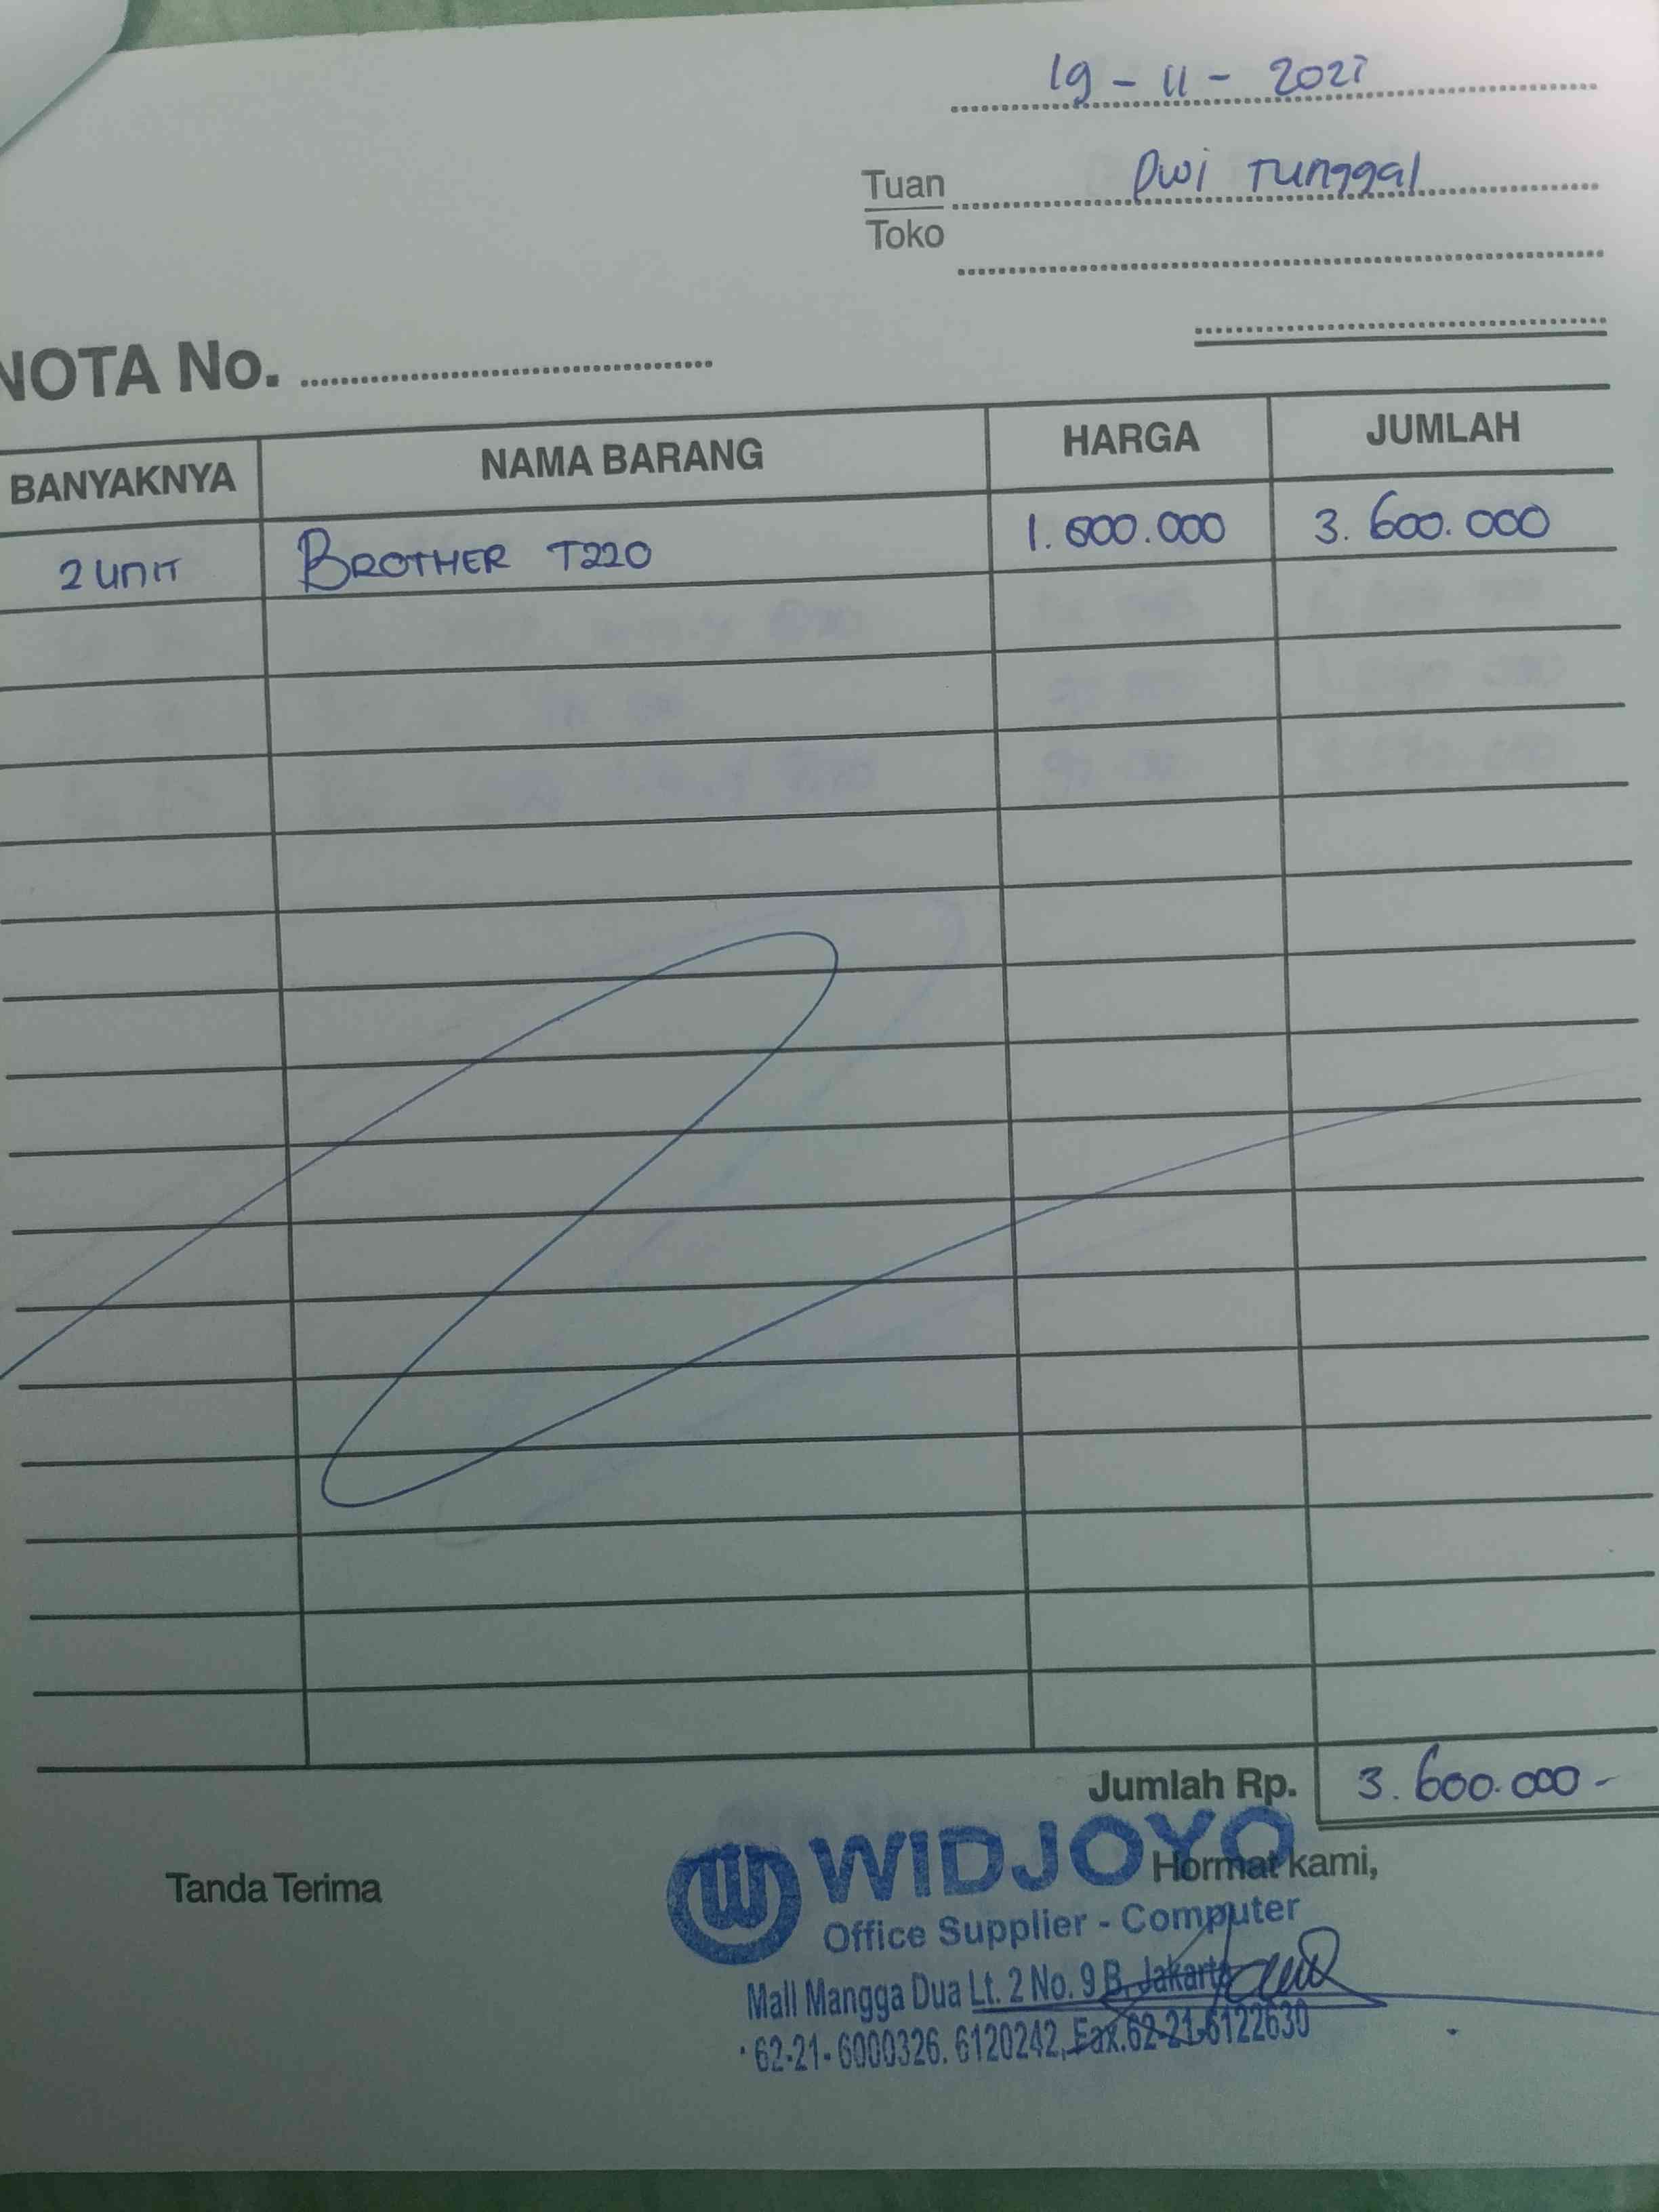 19 - 11 - 2021
Tuan Dwi Tunggal
Toko
NOTA No.
BANYAKNYA NAMA BARANG HARGA JUMLAH
2 UNIT BROTHER T220 1.800.000 3.600.000
Jumlah Rp. 3.600.000 -
Tanda Terima
Hormat kami,
WIDJOYO
Office Supplier - Computer
Mall Mangga Dua Lt. 2 No. 9 B, Jakarta
62-21- 6000326. 6120242, Fax.62-21-6122630